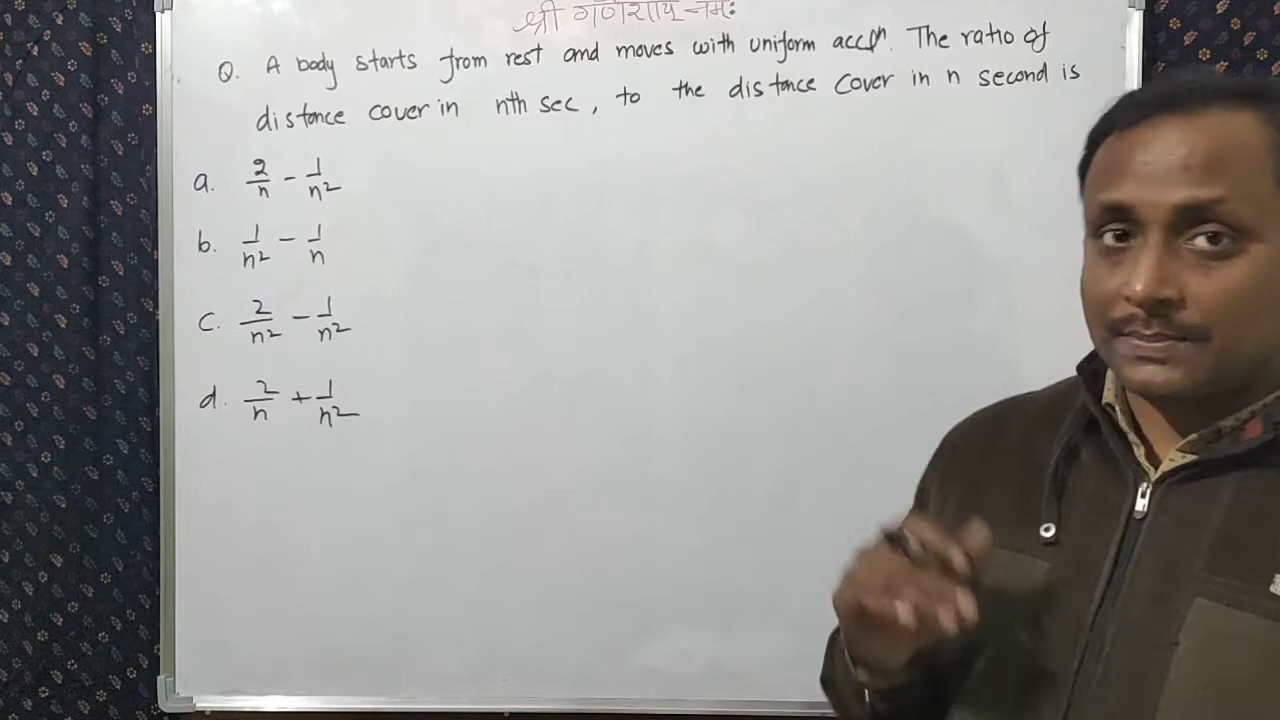 श्री गणेशाय नमः
Q. A body starts from rest and moves with uniform accn. The ratio of
distance cover in nth sec, to the distance cover in n second is
a. 2/n - 1/n²
b. 1/n² - 1/n
c. 2/n² - 1/n²
d. 2/n + 1/n²